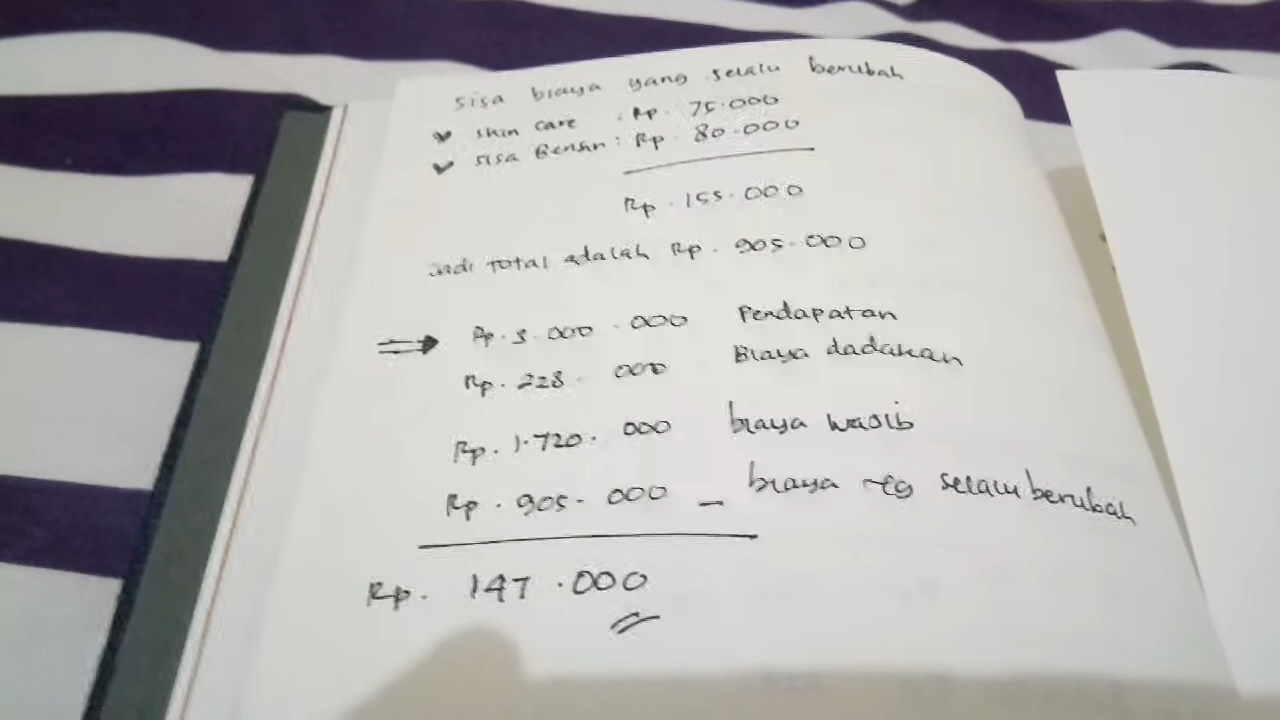 sisa biaya yang selalu berubah
skin care : Rp. 75.000
sisa Bensin : Rp 80.000
Rp. 155.000
Jadi total adalah Rp. 905.000
Rp. 3.000.000 Pendapatan
Rp. 228.000 Biaya dadakan
Rp. 1.720.000 biaya wajib
Rp. 905.000 _ biaya yg selalu berubah
Rp. 147.000